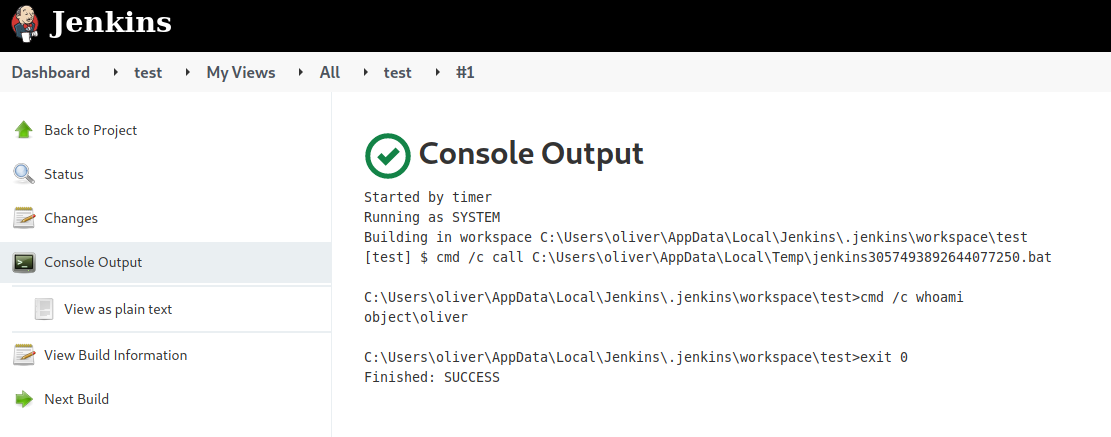 Jenkins
Dashboard test My Views All test #1
Back to Project
Status
Changes
Console Output
View as plain text
View Build Information
Next Build
Console Output
Started by timer
Running as SYSTEM
Building in workspace C:\Users\oliver\AppData\Local\Jenkins\.jenkins\workspace\test
[test] $ cmd /c call C:\Users\oliver\AppData\Local\Temp\jenkins3057493892644077250.bat
C:\Users\oliver\AppData\Local\Jenkins\.jenkins\workspace\test>cmd /c whoami
object\oliver
C:\Users\oliver\AppData\Local\Jenkins\.jenkins\workspace\test>exit 0
Finished: SUCCESS